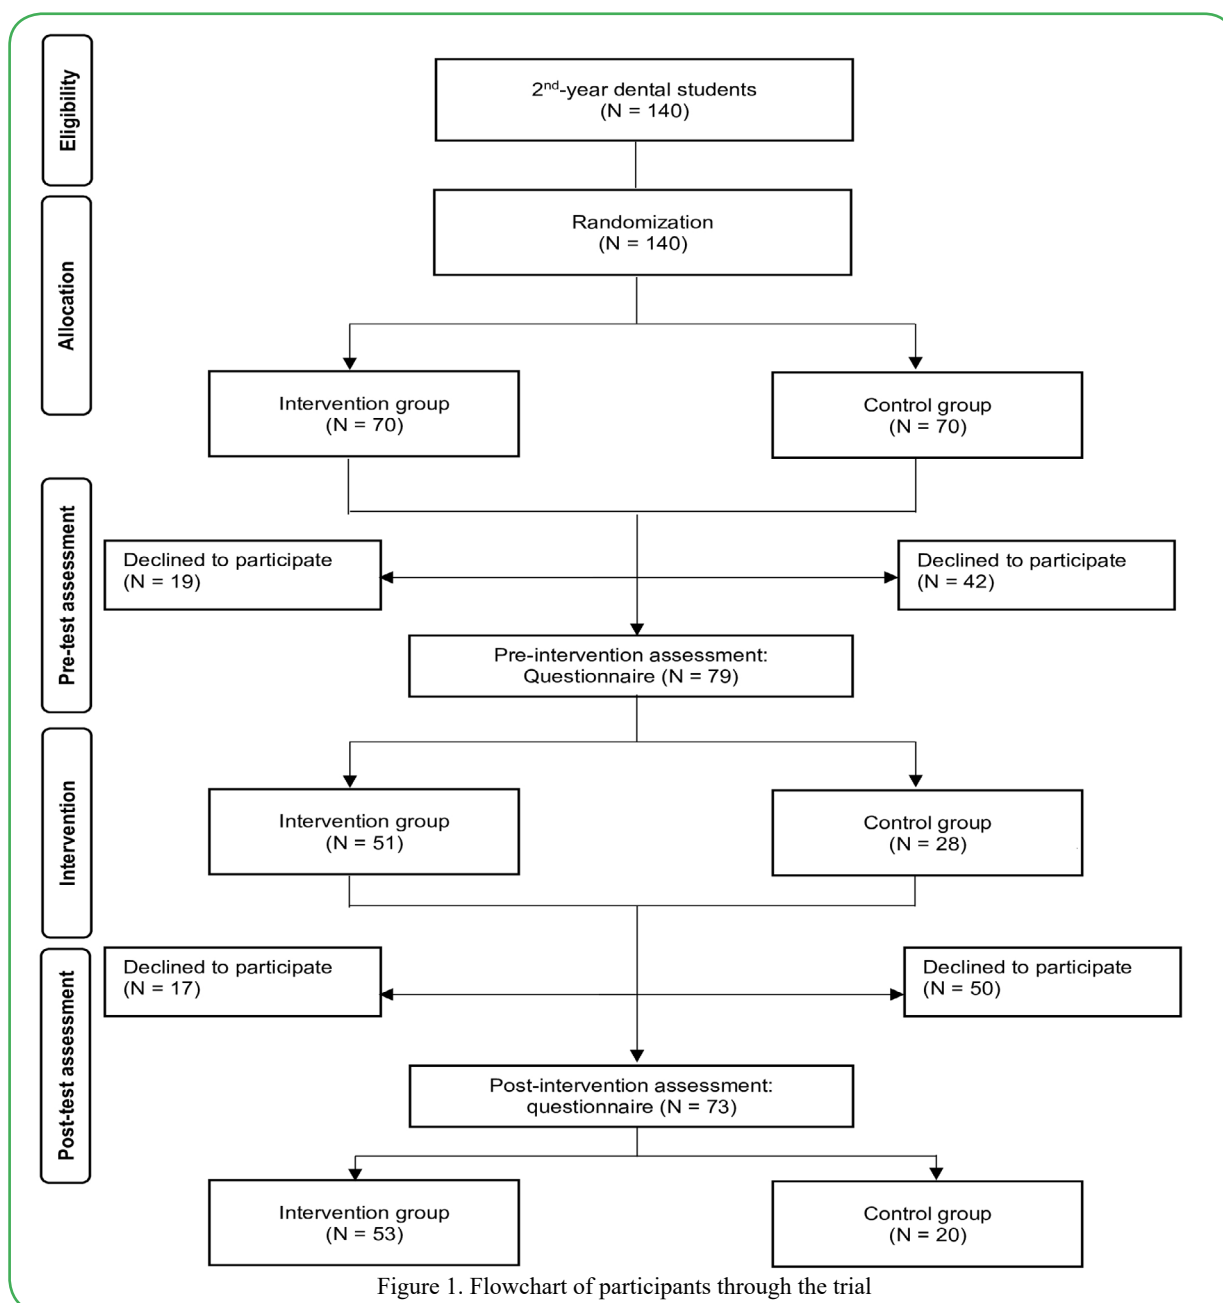 Eligibility
2nd-year dental students
(N = 140)
Allocation
Randomization
(N = 140)
Intervention group
(N = 70)
Control group
(N = 70)
Pre-test assessment
Declined to participate
(N = 19)
Declined to participate
(N = 42)
Pre-intervention assessment:
Questionnaire (N = 79)
Intervention
Intervention group
(N = 51)
Control group
(N = 28)
Post-test assessment
Declined to participate
(N = 17)
Declined to participate
(N = 50)
Post-intervention assessment:
questionnaire (N = 73)
Intervention group
(N = 53)
Control group
(N = 20)
Figure 1. Flowchart of participants through the trial